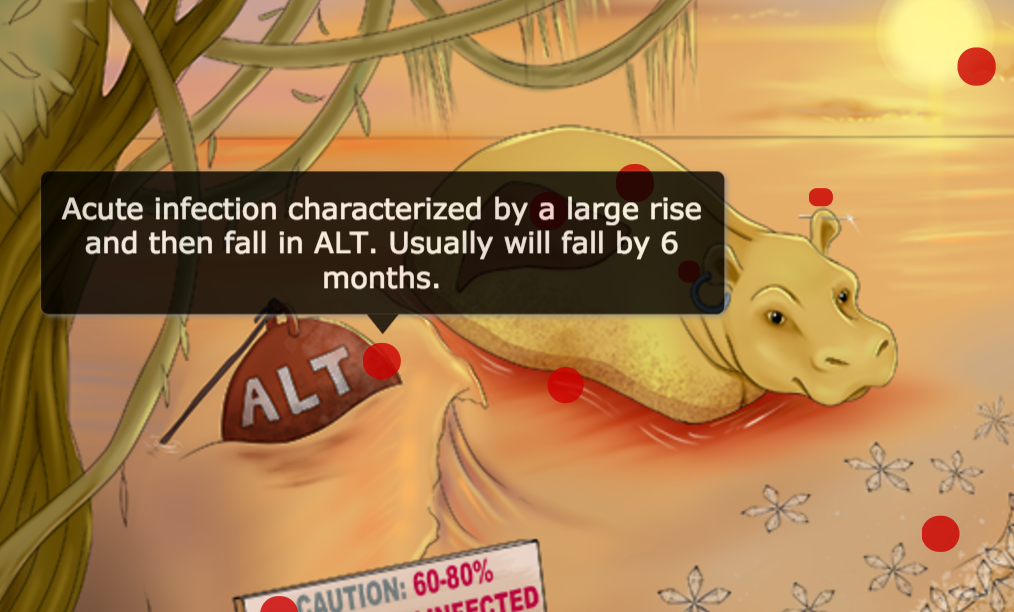 Acute infection characterized by a large rise
and then fall in ALT. Usually will fall by 6
months.
ALT
CAUTION: 60-80%
INFECTED